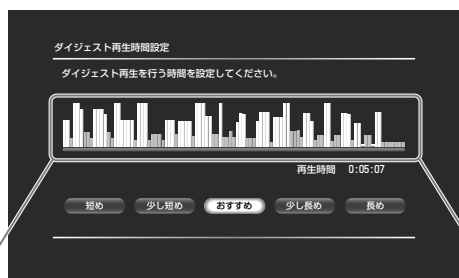 ダイジェスト再生時間設定
ダイジェスト再生を行う時間を設定してください。
再生時間 0:05:07
短め 少し短め おすすめ 少し長め 長め